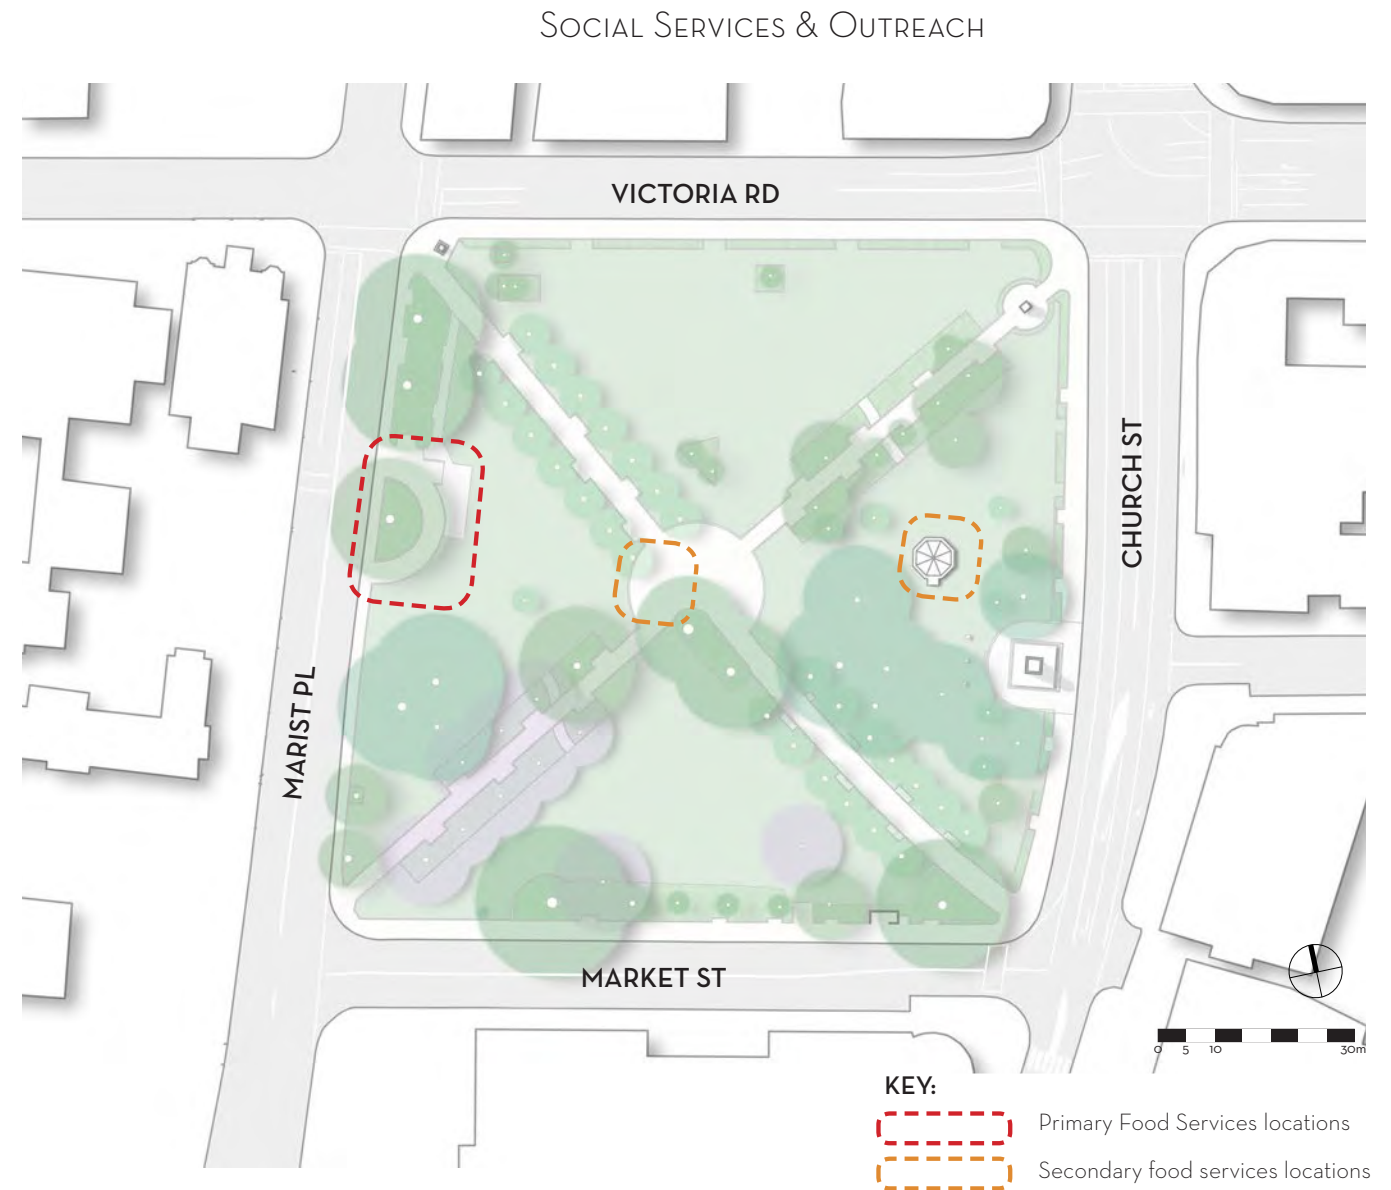 SOCIAL SERVICES & OUTREACH
VICTORIA RD
CHURCH ST
MARIST PL
MARKET ST
0 5 10 30m
KEY:
Primary Food Services locations
Secondary food services locations